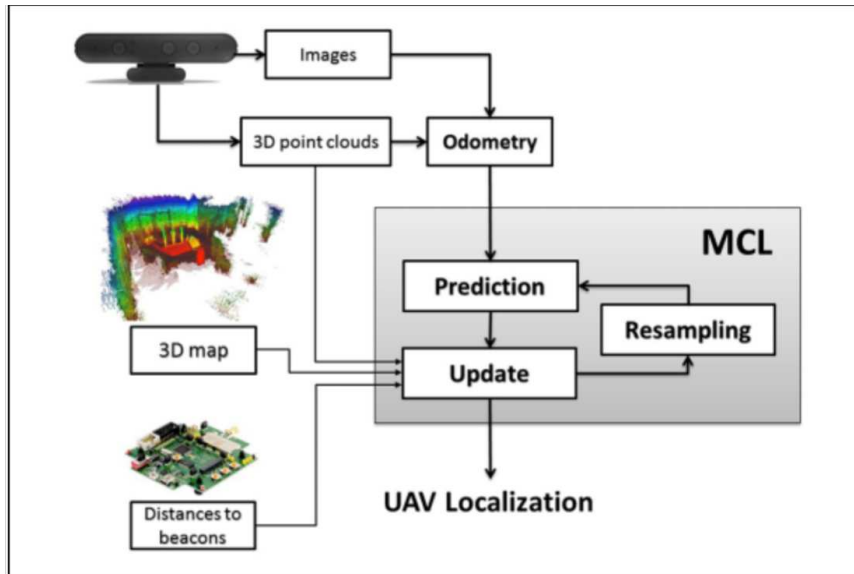 Images
3D point clouds
Odometry
MCL
Prediction
Resampling
3D map
Update
Distances to
beacons
UAV Localization